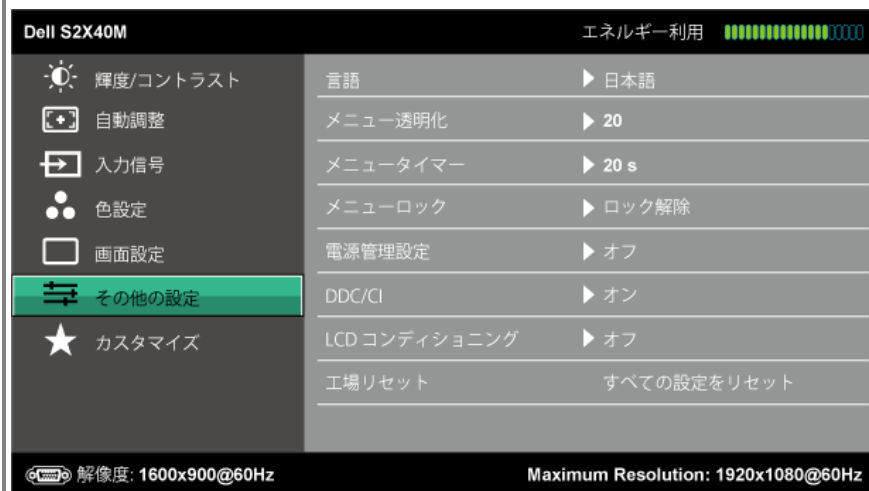 Dell S2X40M エネルギー利用
輝度/コントラスト 言語 日本語
自動調整 メニュー透明化 20
入力信号 メニュータイマー 20 s
色設定 メニューロック ロック解除
画面設定 電源管理設定 オフ
その他の設定 DDC/CI オン
カスタマイズ LCD コンディショニング オフ
工場リセット すべての設定をリセット
解像度: 1600x900@60Hz Maximum Resolution: 1920x1080@60Hz